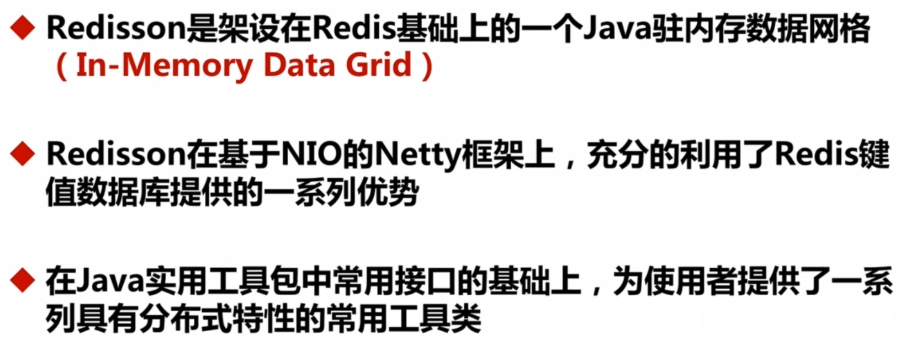 Redisson是架设在Redis基础上的一个Java驻内存数据网格
（In-Memory Data Grid）
Redisson在基于NIO的Netty框架上，充分的利用了Redis键
值数据库提供的一系列优势
在Java实用工具包中常用接口的基础上，为使用者提供了一系
列具有分布式特性的常用工具类